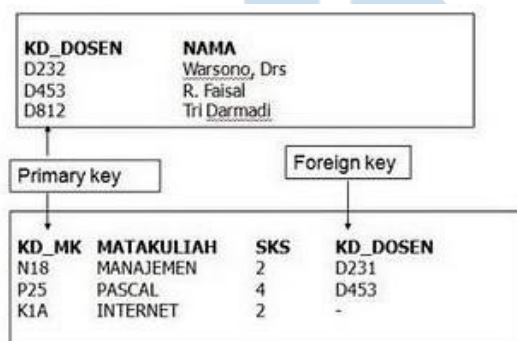 KD_DOSEN NAMA
D232 Warsono, Drs
D453 R. Faisal
D812 Tri Darmadi
Primary key Foreign key
KD_MK MATAKULIAH SKS KD_DOSEN
N18 MANAJEMEN 2 D231
P25 PASCAL 4 D453
K1A INTERNET 2 -